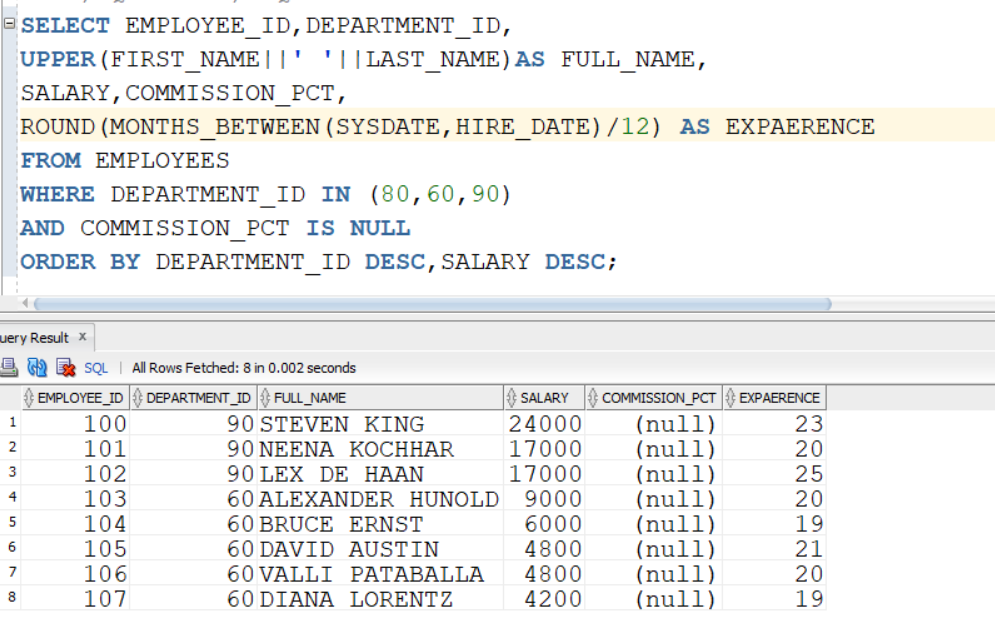 SELECT EMPLOYEE_ID,DEPARTMENT_ID,
UPPER(FIRST_NAME||' '||LAST_NAME)AS FULL_NAME,
SALARY,COMMISSION_PCT,
ROUND(MONTHS_BETWEEN(SYSDATE,HIRE_DATE)/12) AS EXPAERENCE
FROM EMPLOYEES
WHERE DEPARTMENT_ID IN (80,60,90)
AND COMMISSION_PCT IS NULL
ORDER BY DEPARTMENT_ID DESC,SALARY DESC;
uery Result x
SQL | All Rows Fetched: 8 in 0.002 seconds
EMPLOYEE_ID DEPARTMENT_ID FULL_NAME SALARY COMMISSION_PCT EXPAERENCE
1 100 90 STEVEN KING 24000 (null) 23
2 101 90 NEENA KOCHHAR 17000 (null) 20
3 102 90 LEX DE HAAN 17000 (null) 25
4 103 60 ALEXANDER HUNOLD 9000 (null) 20
5 104 60 BRUCE ERNST 6000 (null) 19
6 105 60 DAVID AUSTIN 4800 (null) 21
7 106 60 VALLI PATABALLA 4800 (null) 20
8 107 60 DIANA LORENTZ 4200 (null) 19